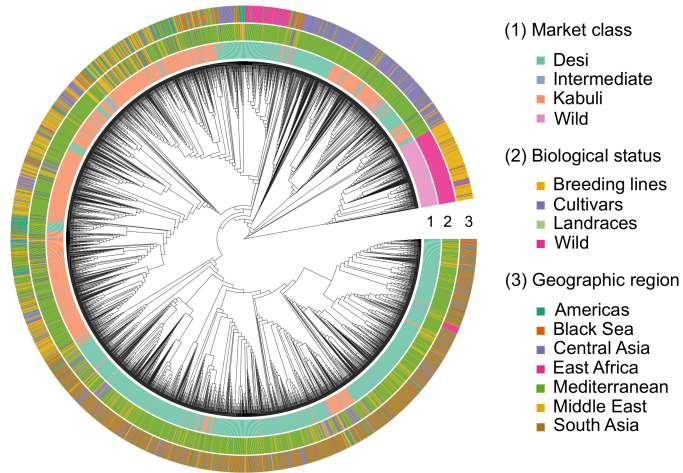 (1) Market class
Desi
Intermediate
Kabuli
Wild
(2) Biological status
Breeding lines
Cultivars
Landraces
Wild
1 2 3
(3) Geographic region
Americas
Black Sea
Central Asia
East Africa
Mediterranean
Middle East
South Asia